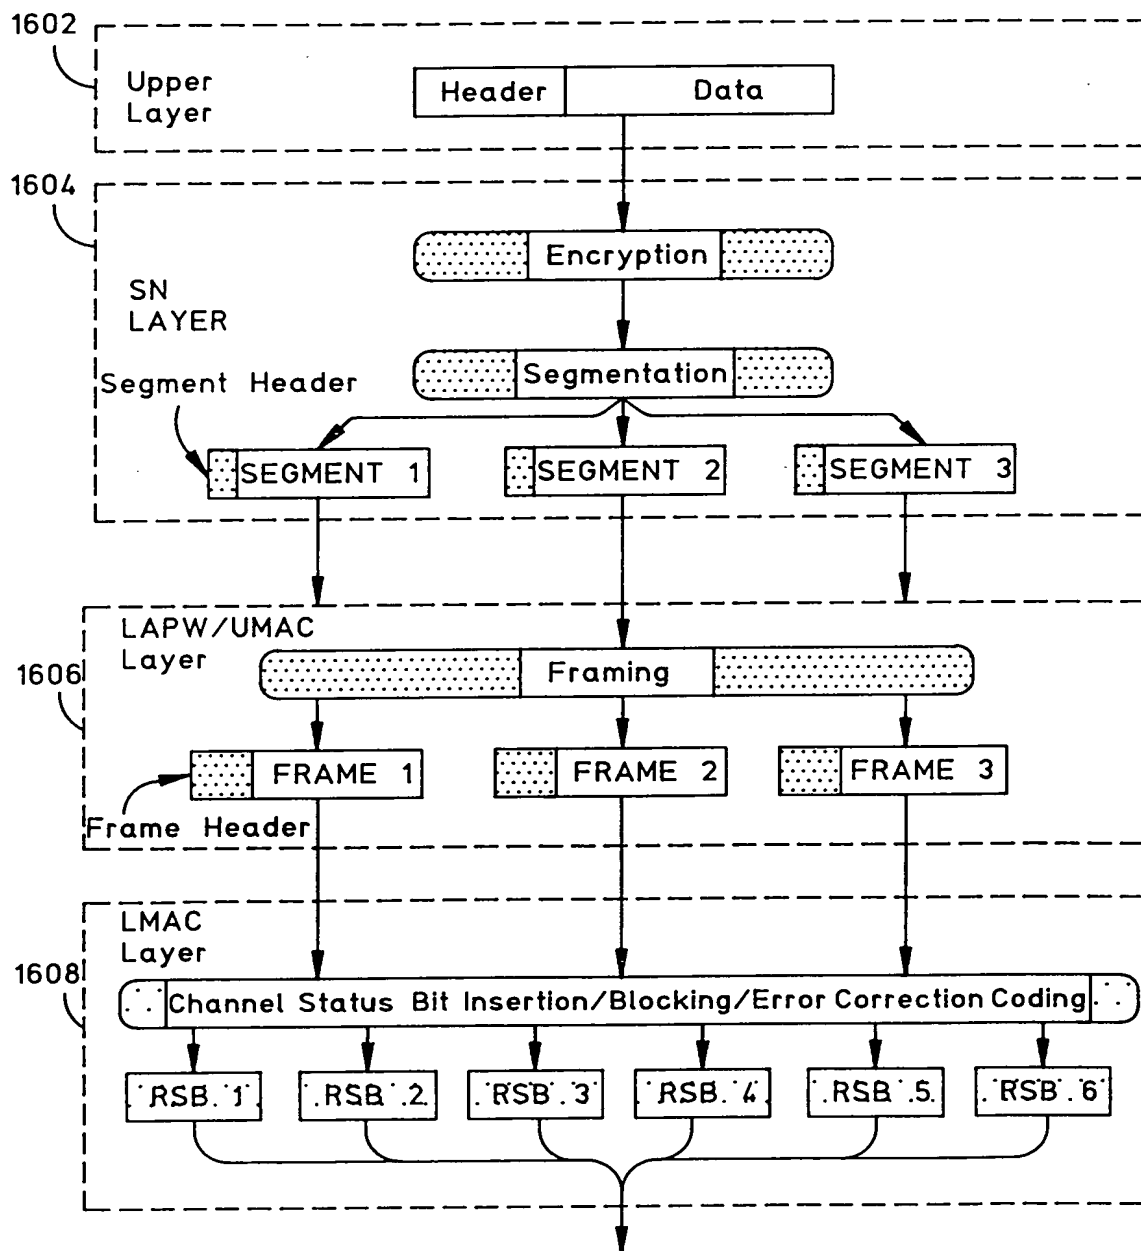 1602
Upper
Layer
Header
Data
1604
Encryption
SN
LAYER
Segmentation
Segment Header
SEGMENT 1
SEGMENT 2
SEGMENT 3
LAPW/UMAC
Layer
1606
Framing
FRAME 1
FRAME 2
FRAME 3
Frame Header
LMAC
Layer
1608
Channel Status Bit Insertion/Blocking/Error Correction Coding
RSB 1
RSB 2
RSB 3
RSB 4
RSB 5
RSB 6